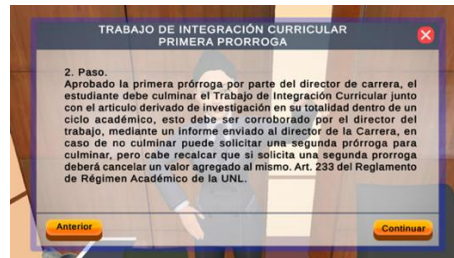 TRABAJO DE INTEGRACIÓN CURRICULAR
PRIMERA PRORROGA
2. Paso.
Aprobado la primera prórroga por parte del director de carrera, el
estudiante debe culminar el Trabajo de Integración Curricular junto
con el articulo derivado de investigación en su totalidad dentro de un
ciclo académico, esto debe ser corroborado por el director del
trabajo, mediante un informe enviado al director de la Carrera, en
caso de no culminar puede solicitar una segunda prórroga para
culminar, pero cabe recalcar que si solicita una segunda prorroga
deberá cancelar un valor agregado al mismo. Art. 233 del Reglamento
de Régimen Académico de la UNL.
Anterior
Continuar